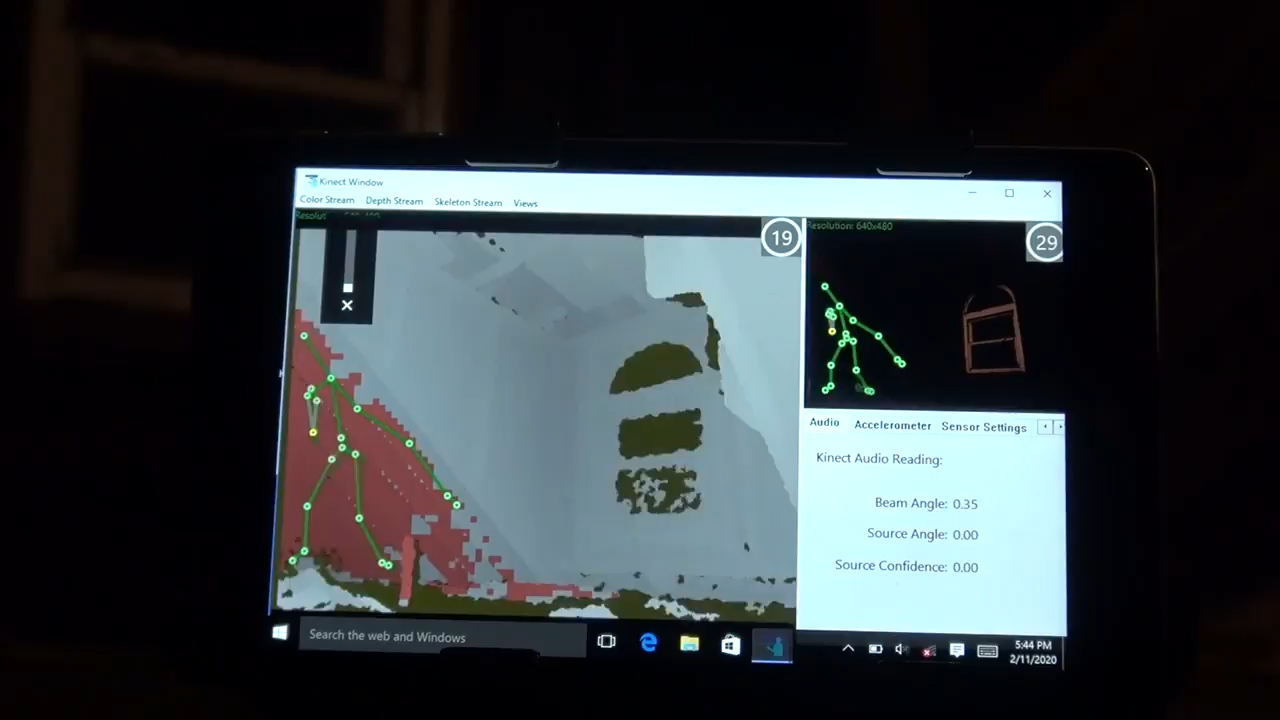 Kinect Window
Color Stream Depth Stream Skeleton Stream Views
19
Resolution: 640x480
29
Audio Accelerometer Sensor Settings
Kinect Audio Reading:
Beam Angle: 0.35
Source Angle: 0.00
Source Confidence: 0.00
Search the web and Windows
5:44 PM
2/11/2020